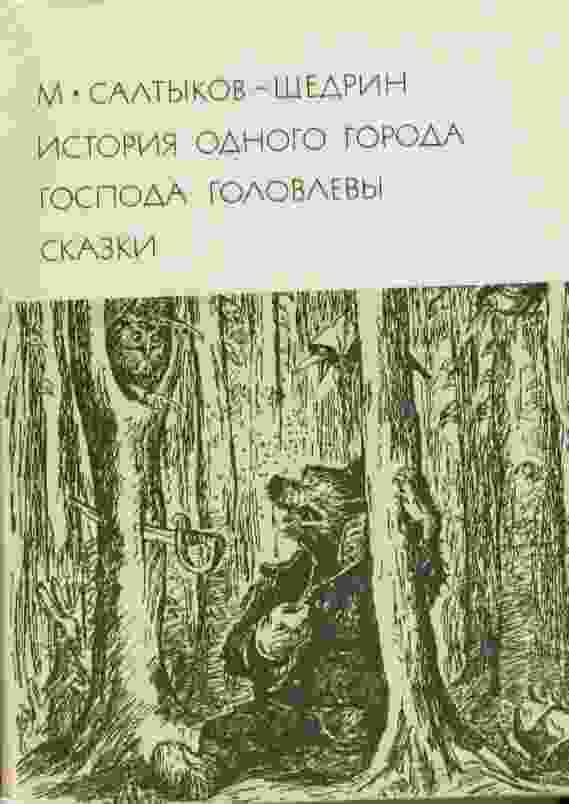 М • САЛТЫКОВ-ЩЕДРИН
ИСТОРИЯ ОДНОГО ГОРОДА
ГОСПОДА ГОЛОВЛЕВЫ
СКАЗКИ